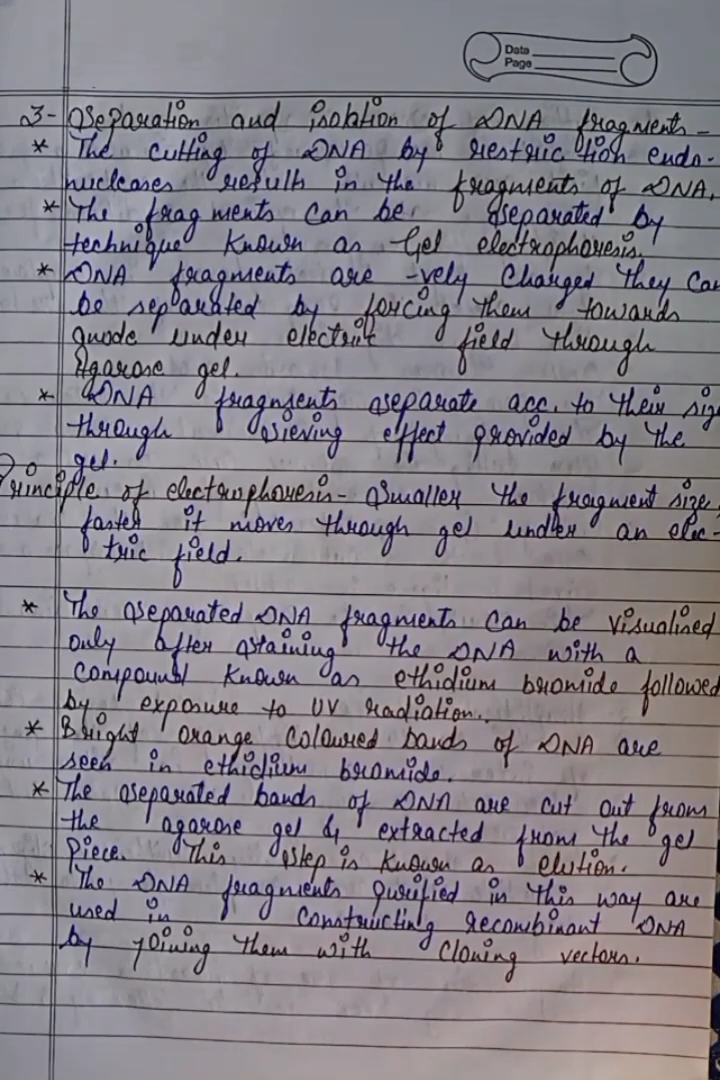 Date
Page
3- Separation and isolation of DNA fragments -
* The cutting of DNA by restriction endo-
nucleases results in the fragments of DNA.
* The fragments can be separated by
technique known as Gel electrophoresis.
* DNA fragments are -vely charged they can
be separated by forcing them towards
anode under electric field through
Agarose gel.
* DNA fragments separate acc. to their size
through sieving effect provided by the
gel.
Principle of electrophoresis - Smaller the fragment size,
faster it moves through gel under an elec-
tric field.
* The separated DNA fragments can be visualised
only after staining the DNA with a
compound known as ethidium bromide followed
by exposure to UV radiation.
* Bright orange coloured bands of DNA are
seen in ethidium bromide.
* The separated bands of DNA are cut out from
the agarose gel & extracted from the gel
piece. This step is known as elution.
* The DNA fragments purified in this way are
used in constructing recombinant DNA
by joining them with cloning vectors.